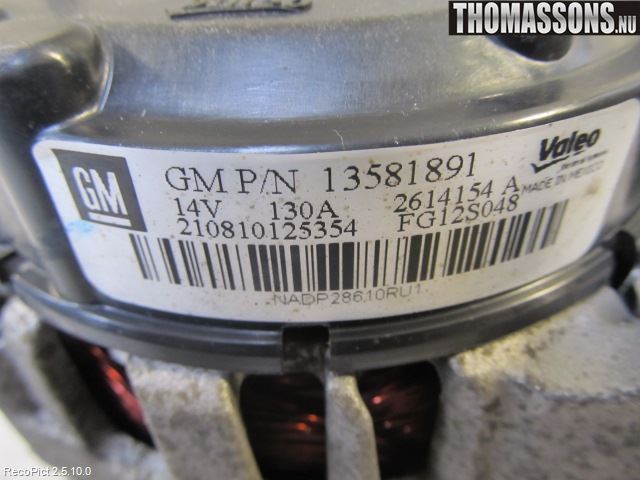 THOMASSONS.NU
GM GM P/N 13581891 Valeo
14V 130A 2614154 A MADE IN MEXICO
210810125354 FG12S048
NADP28610RU1
RecoPict 2.5.10.0